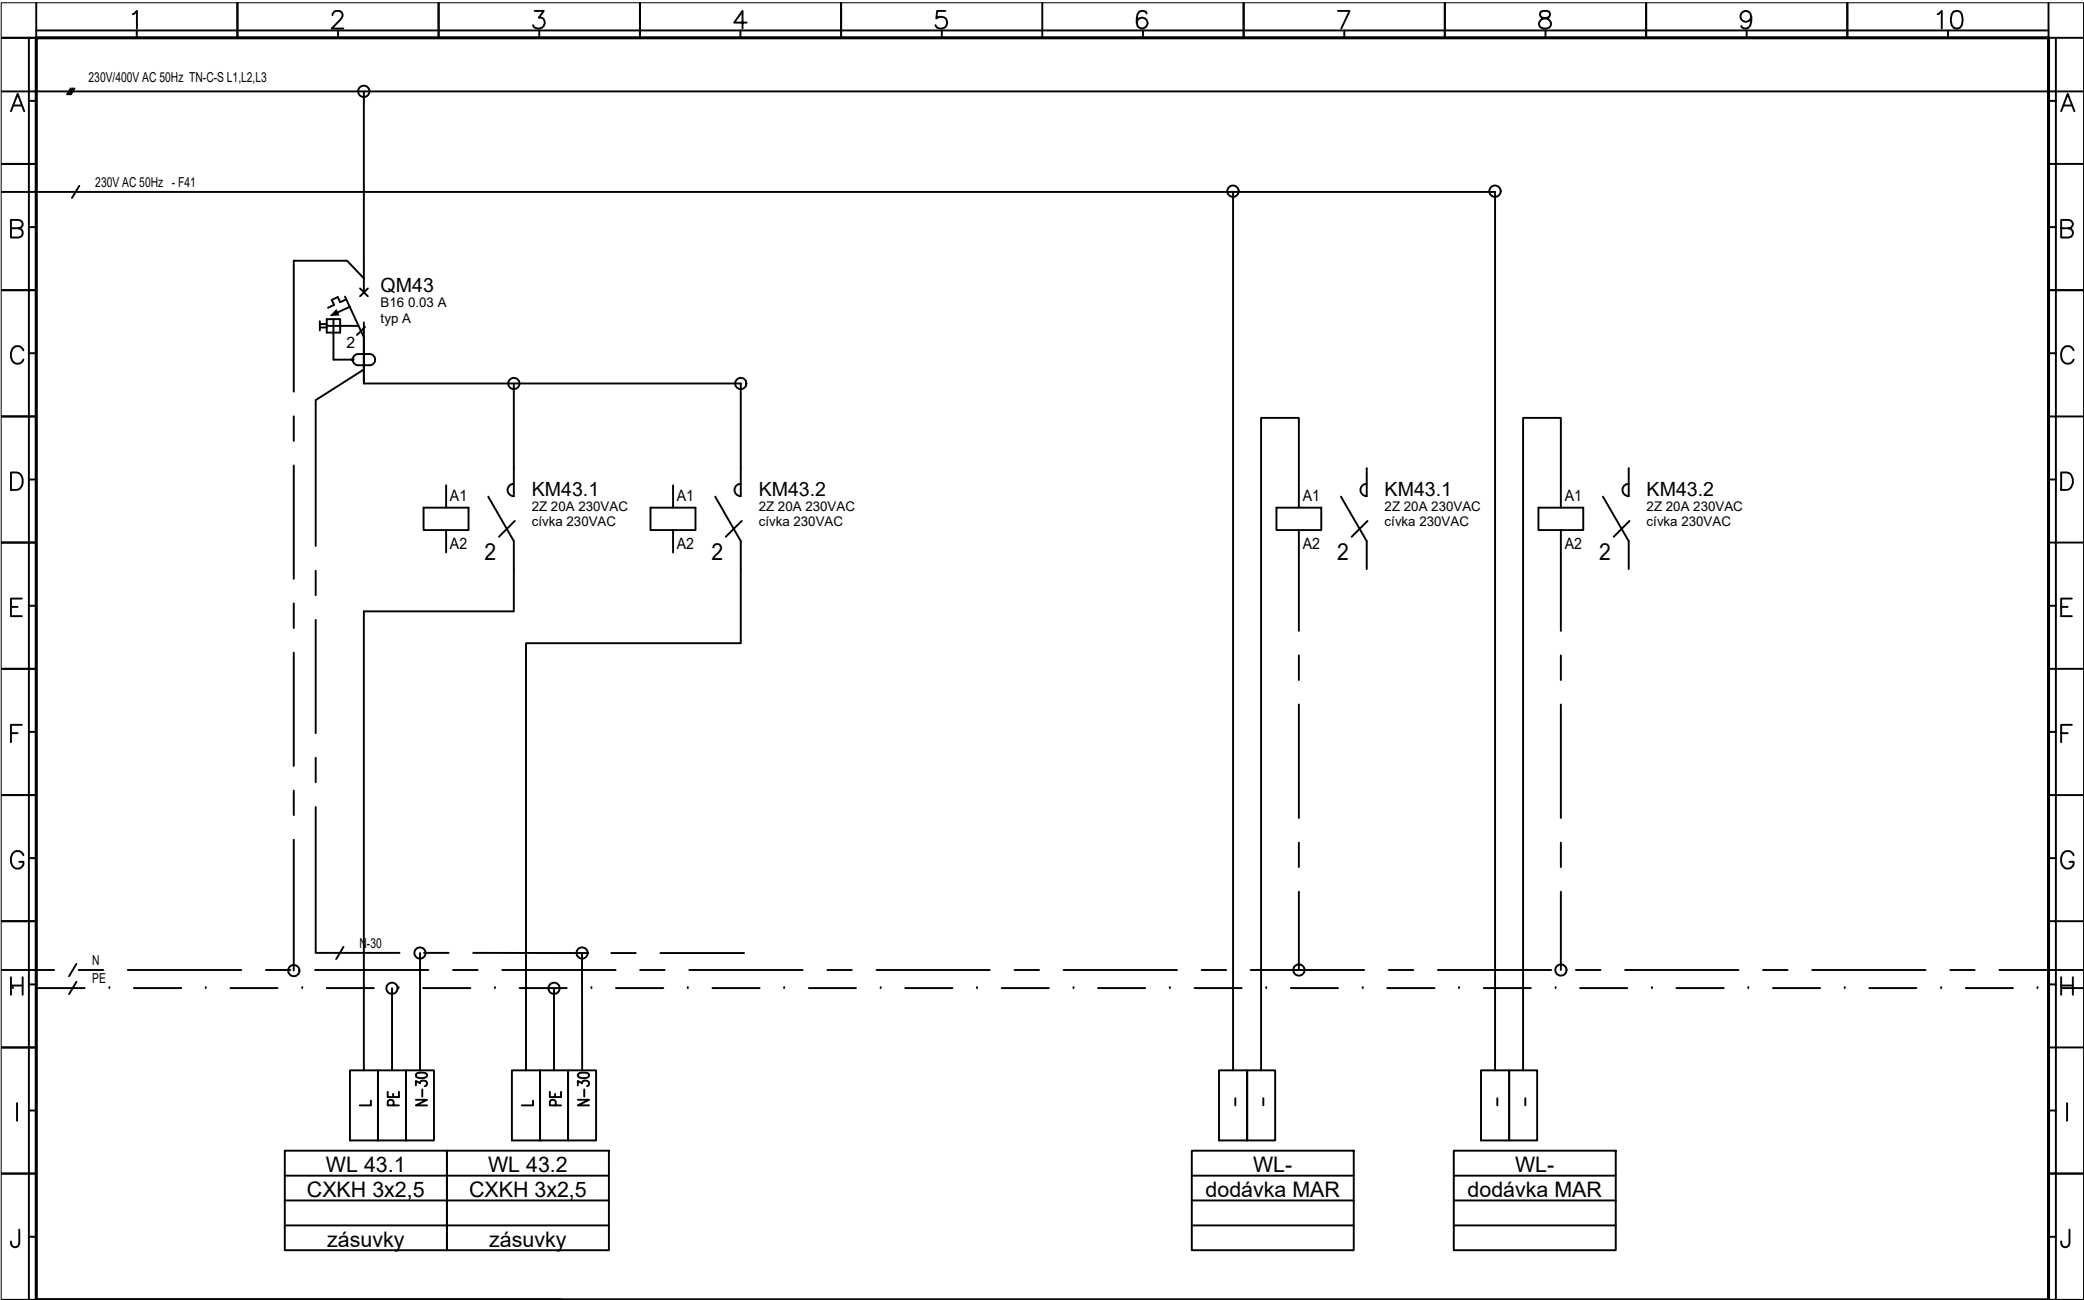 1 2 3 4 5 6 7 8 9 10
230V/400V AC 50Hz TN-C-S L1,L2,L3
A A
230V AC 50Hz - F41
B B
QM43
B16 0.03 A
typ A
2
C C
D D
A1
A2
2
KM43.1
2Z 20A 230VAC
cívka 230VAC
A1
A2
2
KM43.2
2Z 20A 230VAC
cívka 230VAC
A1
A2
2
KM43.1
2Z 20A 230VAC
cívka 230VAC
A1
A2
2
KM43.2
2Z 20A 230VAC
cívka 230VAC
E E
F F
G G
N-30
N
PE
H H
L PE N-30
L PE N-30
- -
- -
I I
WL 43.1 WL 43.2
CXKH 3x2,5 CXKH 3x2,5
zásuvky zásuvky
WL-
dodávka MAR
WL-
dodávka MAR
J J